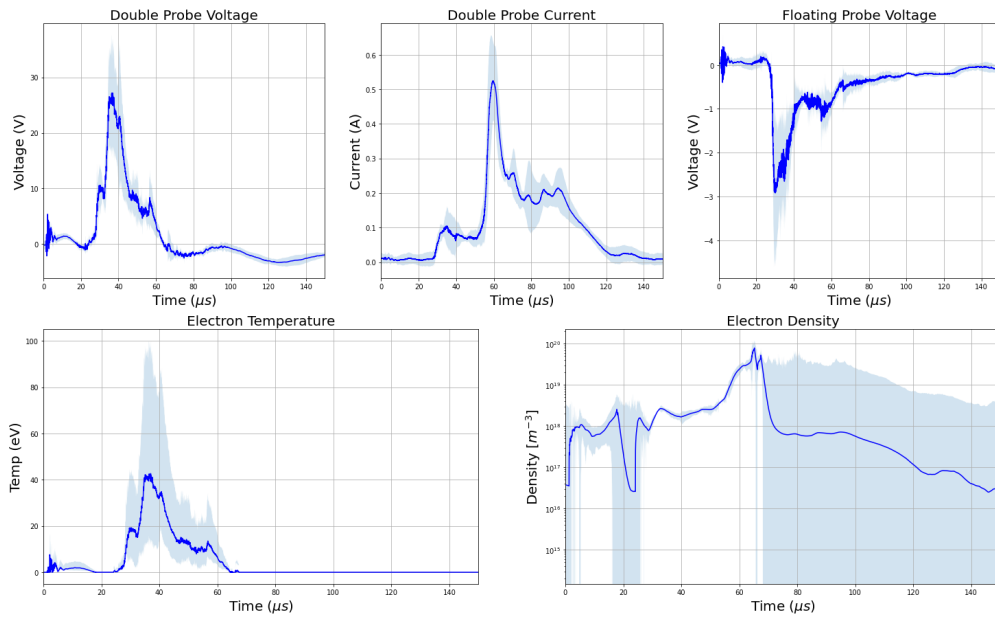 Double Probe Voltage
Voltage (V)
30
20
10
0
0 20 40 60 80 100 120 140
Time (μs)
Double Probe Current
Current (A)
0.6
0.5
0.4
0.3
0.2
0.1
0.0
0 20 40 60 80 100 120 140
Time (μs)
Floating Probe Voltage
Voltage (V)
0
−1
−2
−3
−4
0 20 40 60 80 100 120 140
Time (μs)
Electron Temperature
Temp (eV)
100
80
60
40
20
0
0 20 40 60 80 100 120 140
Time (μs)
Electron Density
Density [m⁻³]
10²⁰
10¹⁹
10¹⁸
10¹⁷
10¹⁶
10¹⁵
0 20 40 60 80 100 120 140
Time (μs)